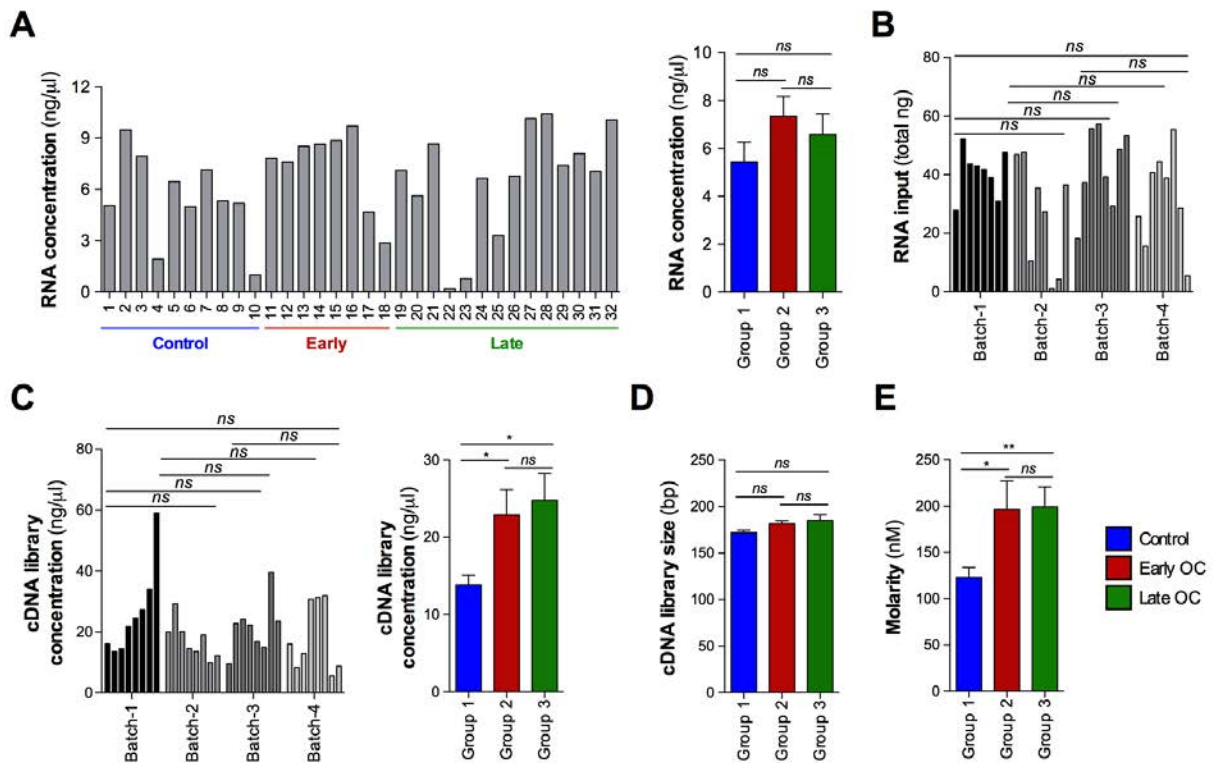 A
RNA concentration (ng/µl)
12
9
6
3
0
1 2 3 4 5 6 7 8 9 10 11 12 13 14 15 16 17 18 19 20 21 22 23 24 25 26 27 28 29 30 31 32
Control Early Late
RNA concentration (ng/µl)
10
8
6
4
2
0
ns
ns ns
Group 1 Group 2 Group 3
B
RNA input (total ng)
80
60
40
20
0
ns
ns
ns
ns
ns
ns
Batch-1 Batch-2 Batch-3 Batch-4
C
cDNA library
concentration (ng/µl)
80
60
40
20
0
ns
ns
ns
ns
ns
ns
Batch-1 Batch-2 Batch-3 Batch-4
cDNA library
concentration (ng/µl)
30
20
10
0
*
* ns
Group 1 Group 2 Group 3
D
cDNA library size (bp)
250
200
150
100
50
0
ns
ns ns
Group 1 Group 2 Group 3
E
Molarity (nM)
250
200
150
100
50
0
**
* ns
Group 1 Group 2 Group 3
Control
Early OC
Late OC